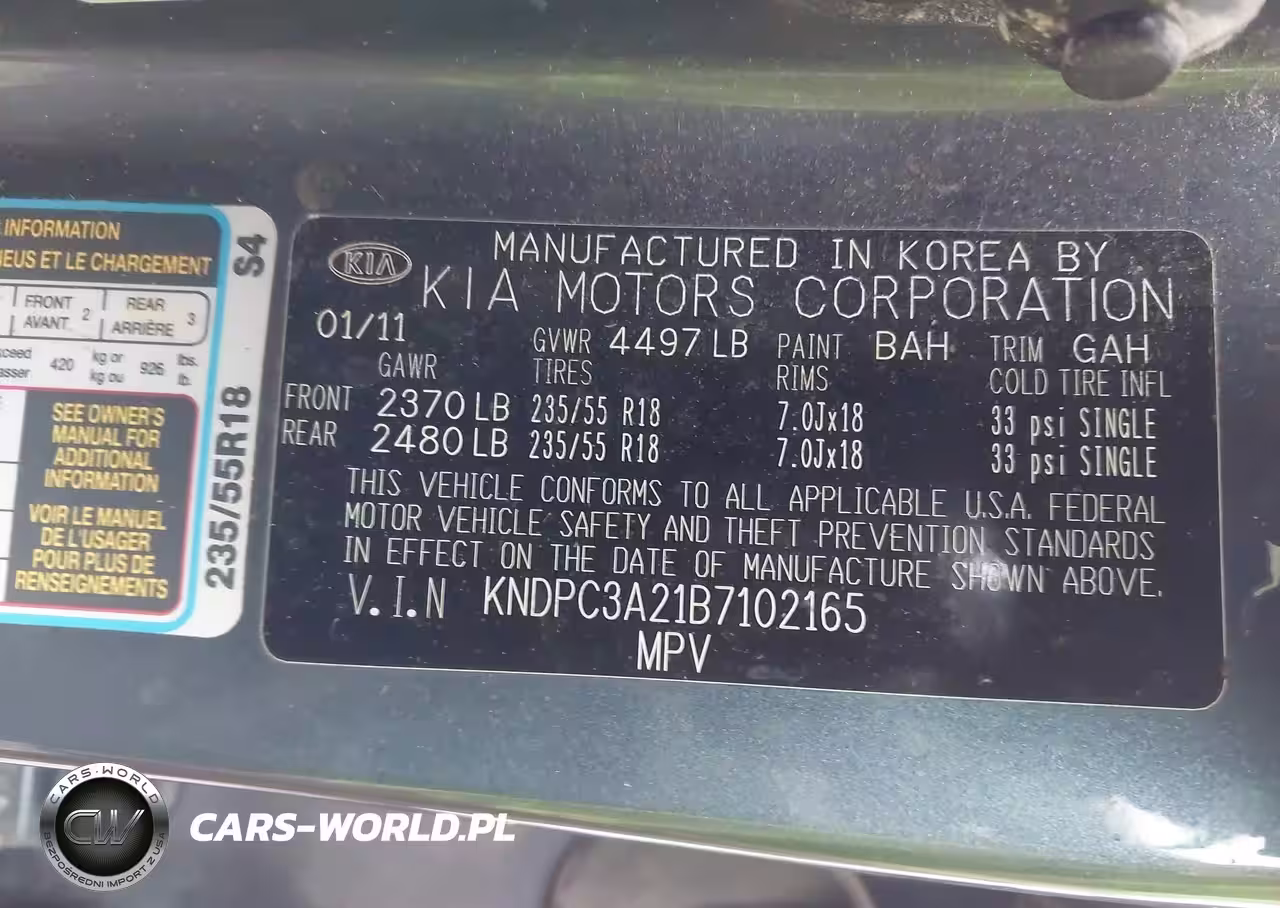 INFORMATION
NEUS ET LE CHARGEMENT
S4
FRONT
AVANT 2
REAR
ARRIÈRE 3
420 kg or
kg ou 926 lbs.
lb.
SEE OWNER'S
MANUAL FOR
ADDITIONAL
INFORMATION
VOIR LE MANUEL
DE L'USAGER
POUR PLUS DE
RENSEIGNEMENTS
235/55R18
KIA
MANUFACTURED IN KOREA BY
KIA MOTORS CORPORATION
01/11 GVWR 4497 LB PAINT BAH TRIM GAH
GAWR TIRES RIMS COLD TIRE INFL
FRONT 2370 LB 235/55 R18 7.0Jx18 33 psi SINGLE
REAR 2480 LB 235/55 R18 7.0Jx18 33 psi SINGLE
THIS VEHICLE CONFORMS TO ALL APPLICABLE U.S.A. FEDERAL
MOTOR VEHICLE SAFETY AND THEFT PREVENTION STANDARDS
IN EFFECT ON THE DATE OF MANUFACTURE SHOWN ABOVE.
V.I.N KNDPC3A21B7102165
MPV
CARS-WORLD
CW
BEZPOŚREDNI IMPORT Z USA
CARS-WORLD.PL